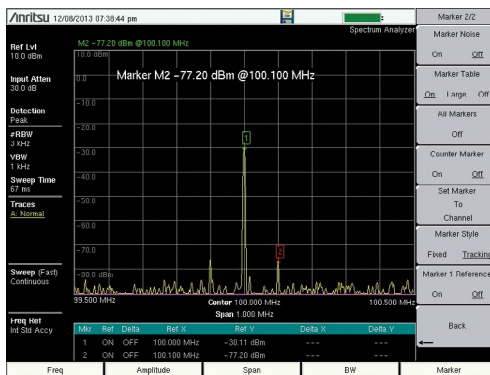 Anritsu 12/08/2013 07:38:44 pm
Spectrum Analyzer
M2 -77.20 dBm @100.100 MHz
Ref Lvl
10.0 dBm
Input Atten
30.0 dB
Detection
Peak
#RBW
3 kHz
VBW
1 kHz
Sweep Time
67 ms
Traces
A: Normal
Sweep (Fast)
Continuous
Freq Ref
Int Std Accy
10.0 dBm
0.0
-10.0
-20.0
-30.0
-40.0
-50.0
-60.0
-70.0
Marker M2 -77.20 dBm @100.100 MHz
1
2
99.500 MHz
Center 100.000 MHz
100.500 MHz
Span 1.000 MHz
Mkr Ref Delta Ref X Ref Y Delta X Delta Y
1 ON OFF 100.000 MHz -30.11 dBm --- ---
2 ON OFF 100.100 MHz -77.20 dBm --- ---
Marker 2/2
Marker Noise
On Off
Marker Table
On Large Off
All Markers
Off
Counter Marker
On Off
Set Marker
To
Channel
Marker Style
Fixed Tracking
Marker 1 Reference
On Off
Back
Freq Amplitude Span BW Marker